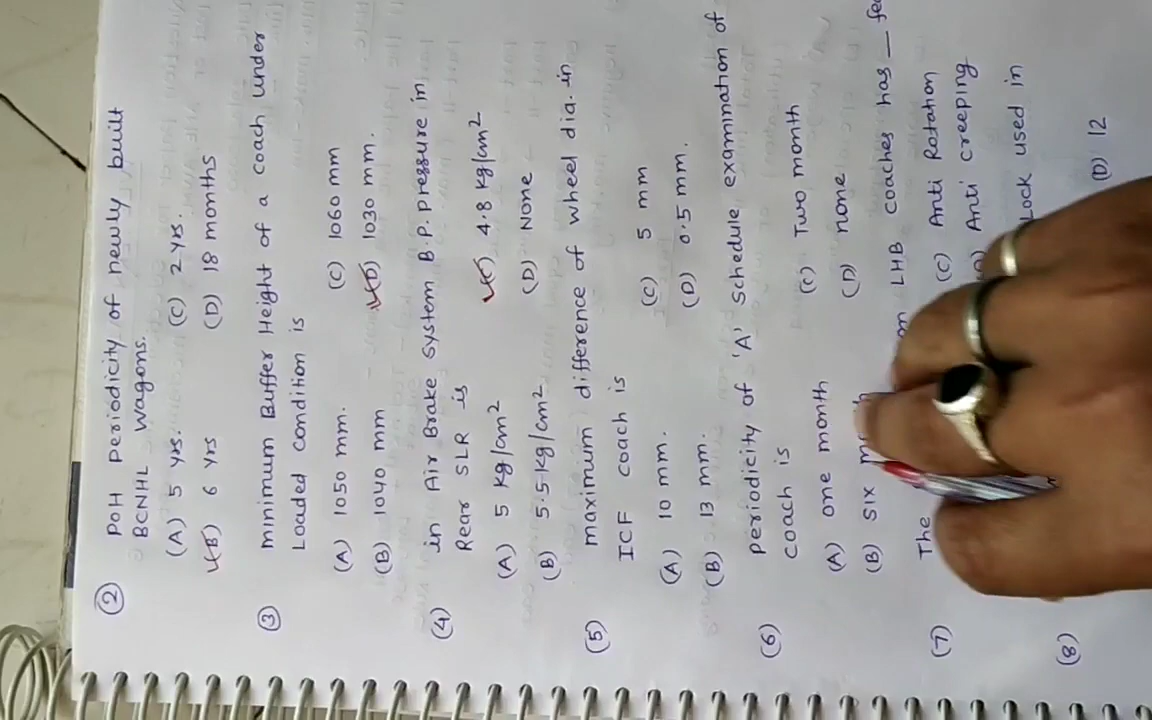 ② POH periodicity of newly built
BCNHL wagons.
(A) 5 yrs. (C) 2 yrs.
(B) 6 yrs (D) 18 months
③ minimum Buffer Height of a coach under
Loaded condition is
(A) 1050 mm. (C) 1060 mm
(B) 1040 mm (D) 1030 mm.
(4) in Air Brake system B.P. pressure in
Rear SLR is
(A) 5 kg/cm² (C) 4.8 kg/cm²
(B) 5.5 kg/cm² (D) None
(5) maximum difference of wheel dia. in
ICF coach is
(A) 10 mm. (C) 5 mm
(B) 13 mm. (D) 0.5 mm.
(6) periodicity of 'A' schedule examination of
coach is
(A) one month (C) Two month
(B) six (D) none
(7) The on LHB coaches has _
(C) Anti Rotation
Anti creeping
(8) Lock used in
(D) 12